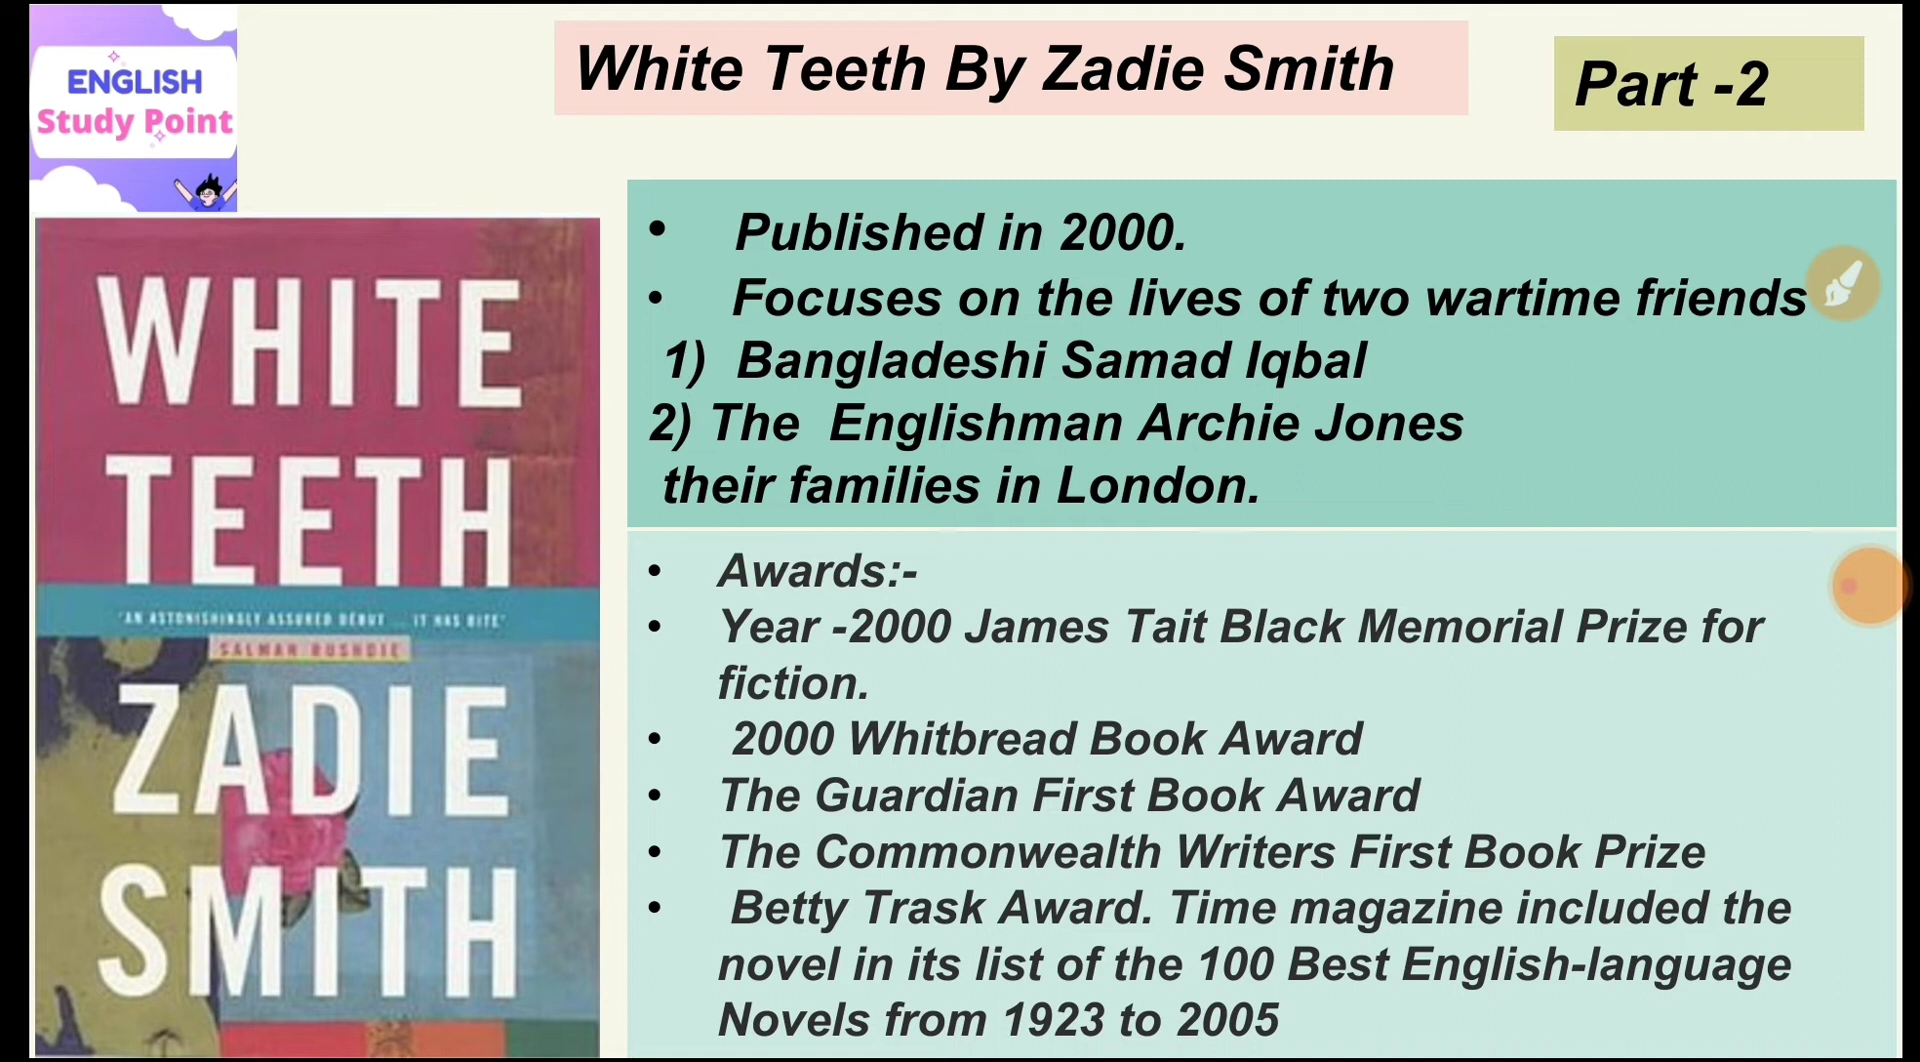 ENGLISH
Study Point
White Teeth By Zadie Smith
Part -2
WHITE
TEETH
"AN ASTONISHINGLY ASSURED DEBUT ... IT HAS BITE"
SALMAN RUSHDIE
ZADIE
SMITH
• Published in 2000.
• Focuses on the lives of two wartime friends
1) Bangladeshi Samad Iqbal
2) The Englishman Archie Jones
their families in London.
• Awards:-
• Year -2000 James Tait Black Memorial Prize for
fiction.
• 2000 Whitbread Book Award
• The Guardian First Book Award
• The Commonwealth Writers First Book Prize
• Betty Trask Award. Time magazine included the
novel in its list of the 100 Best English-language
Novels from 1923 to 2005